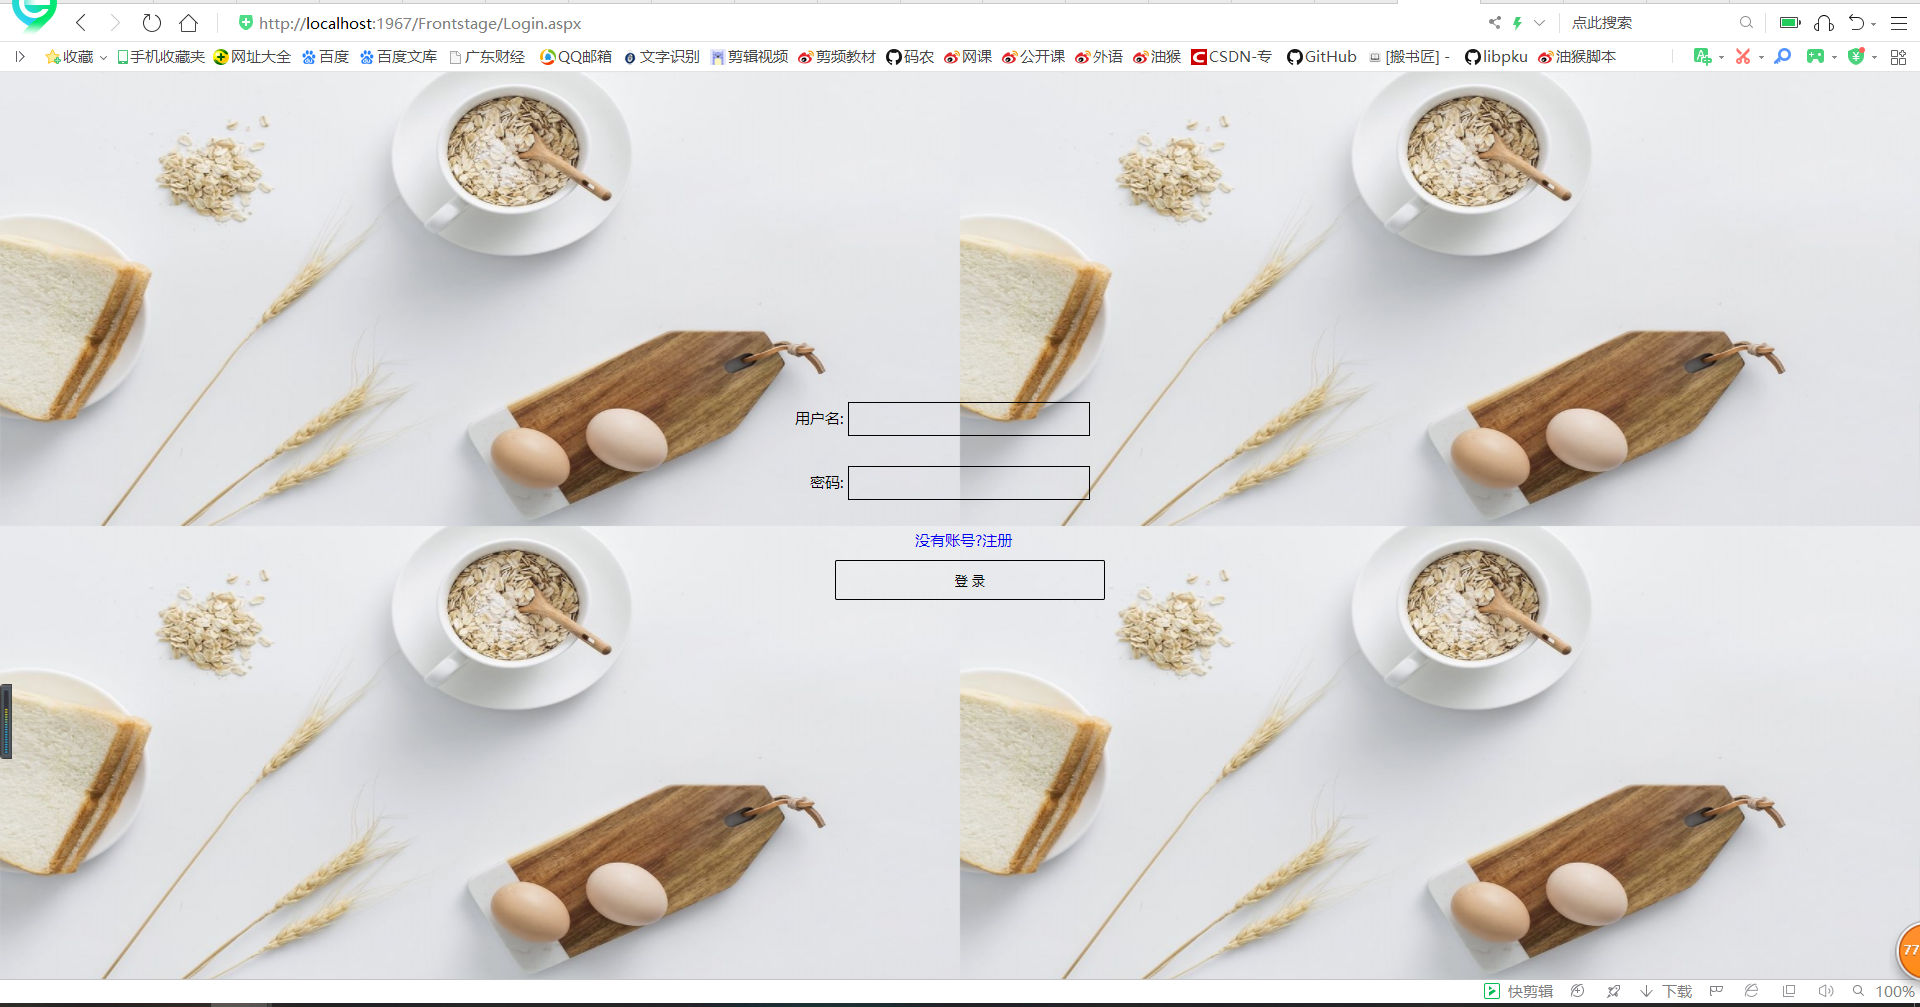 http://localhost:1967/Frontstage/Login.aspx 点此搜索
收藏 手机收藏夹 网址大全 百度 百度文库 广东财经 QQ邮箱 文字识别 剪辑视频 剪频教材 码农 网课 公开课 外语 油猴 CSDN-专 GitHub [搬书匠] - libpku 油猴脚本
用户名:
密码:
没有账号?注册
登 录
77
快剪辑 下载 100%